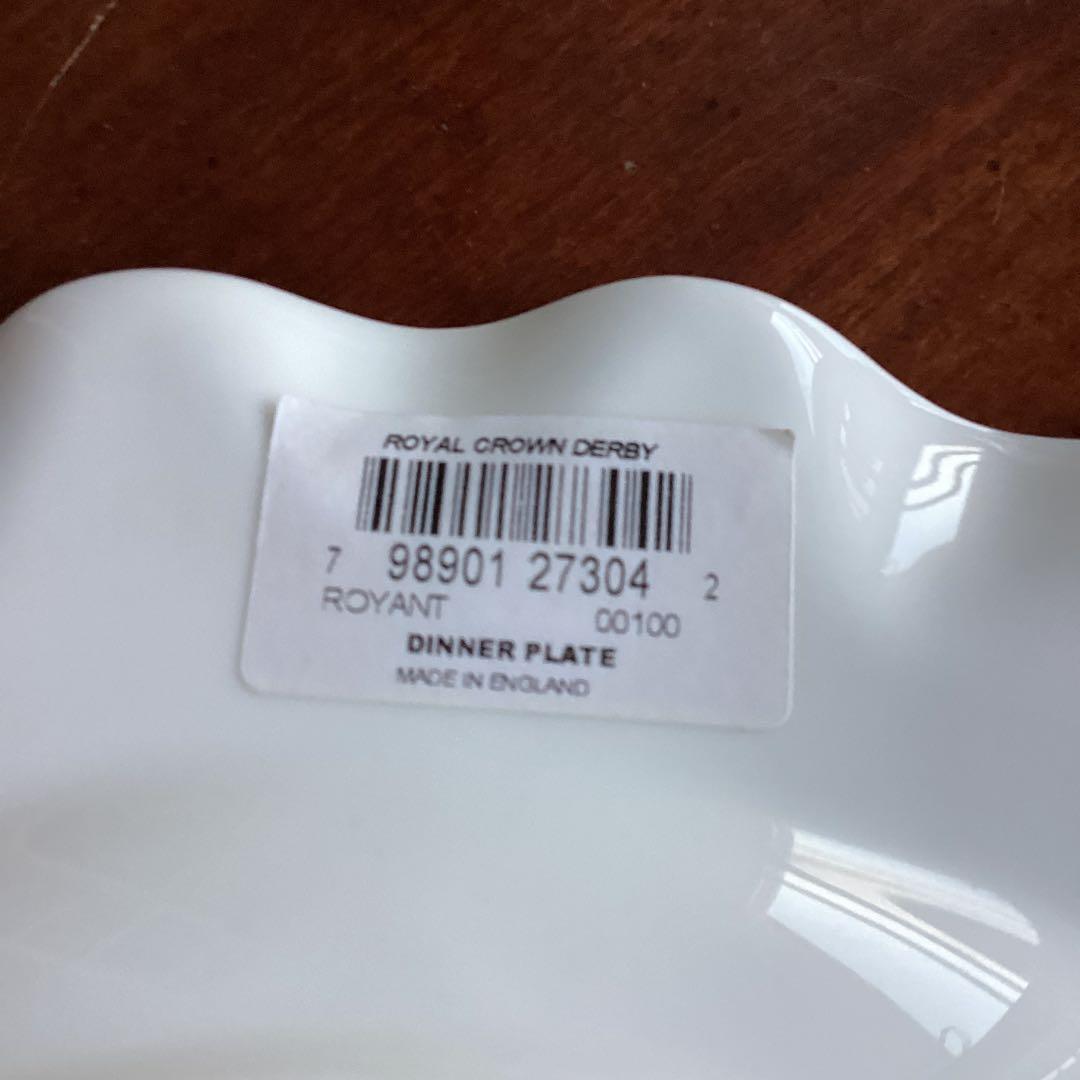 ROYAL CROWN DERBY
7 98901 27304 2
ROYANT 00100
DINNER PLATE
MADE IN ENGLAND